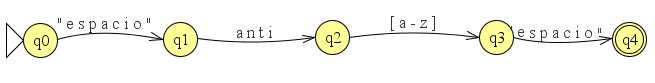 q0 "espacio" q1 anti q2 [a-z] q3 "espacio" q4